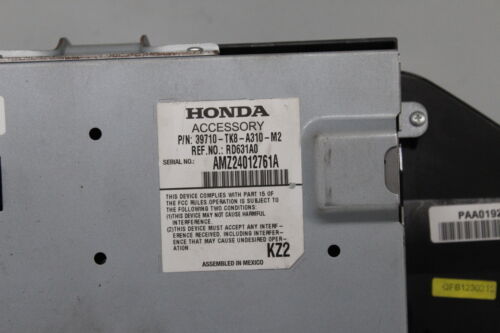 HONDA
ACCESSORY
P/N: 39710-TK8-A310-M2
REF.NO.: RD631A0
SERIAL NO.: AMZ24012761A
THIS DEVICE COMPLIES WITH PART 15 OF
THE FCC RULES OPERATION IS SUBJECT TO
THE FOLLOWING TWO CONDITIONS:
(1)THIS DEVICE MAY NOT CAUSE HARMFUL
INTERFERENCE
(2)THIS DEVICE MUST ACCEPT ANY INTERF-
ERENCE RECEIVED, INCLUDING INTERFERE-
NCE THAT MAY CAUSE UNDESIRED OPER-
ATION.
KZ2
ASSEMBLED IN MEXICO
PAA0192